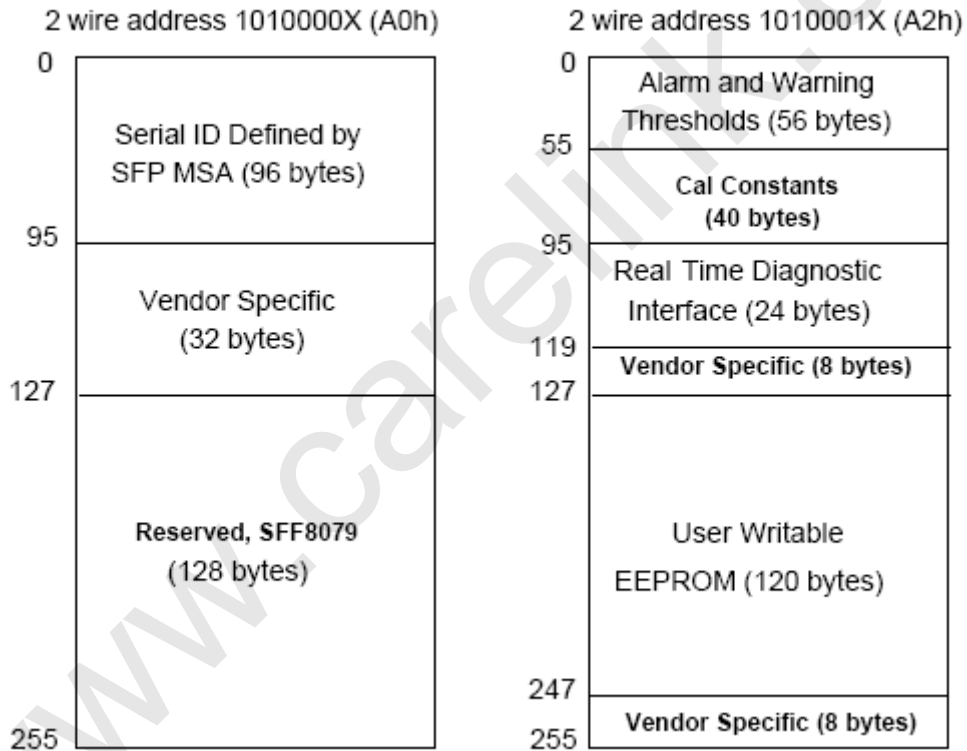 2 wire address 1010000X (A0h)
0
Serial ID Defined by
SFP MSA (96 bytes)
95
Vendor Specific
(32 bytes)
127
Reserved, SFF8079
(128 bytes)
255
2 wire address 1010001X (A2h)
0
Alarm and Warning
Thresholds (56 bytes)
55
Cal Constants
(40 bytes)
95
Real Time Diagnostic
Interface (24 bytes)
119
Vendor Specific (8 bytes)
127
User Writable
EEPROM (120 bytes)
247
Vendor Specific (8 bytes)
255
www.carelink.